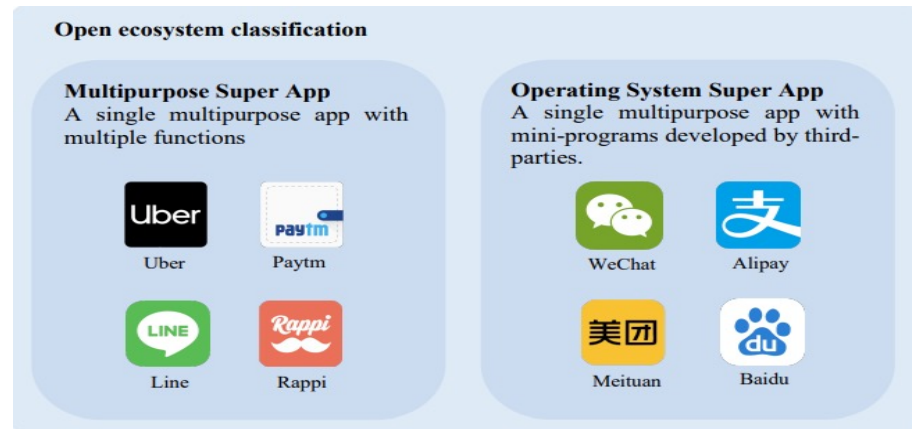 Open ecosystem classification
Multipurpose Super App
A single multipurpose app with
multiple functions
Uber
Paytm
Uber
Paytm
LINE
Rappi
Line
Rappi
Operating System Super App
A single multipurpose app with
mini-programs developed by third-
parties.
支
WeChat
Alipay
美团
du
Meituan
Baidu